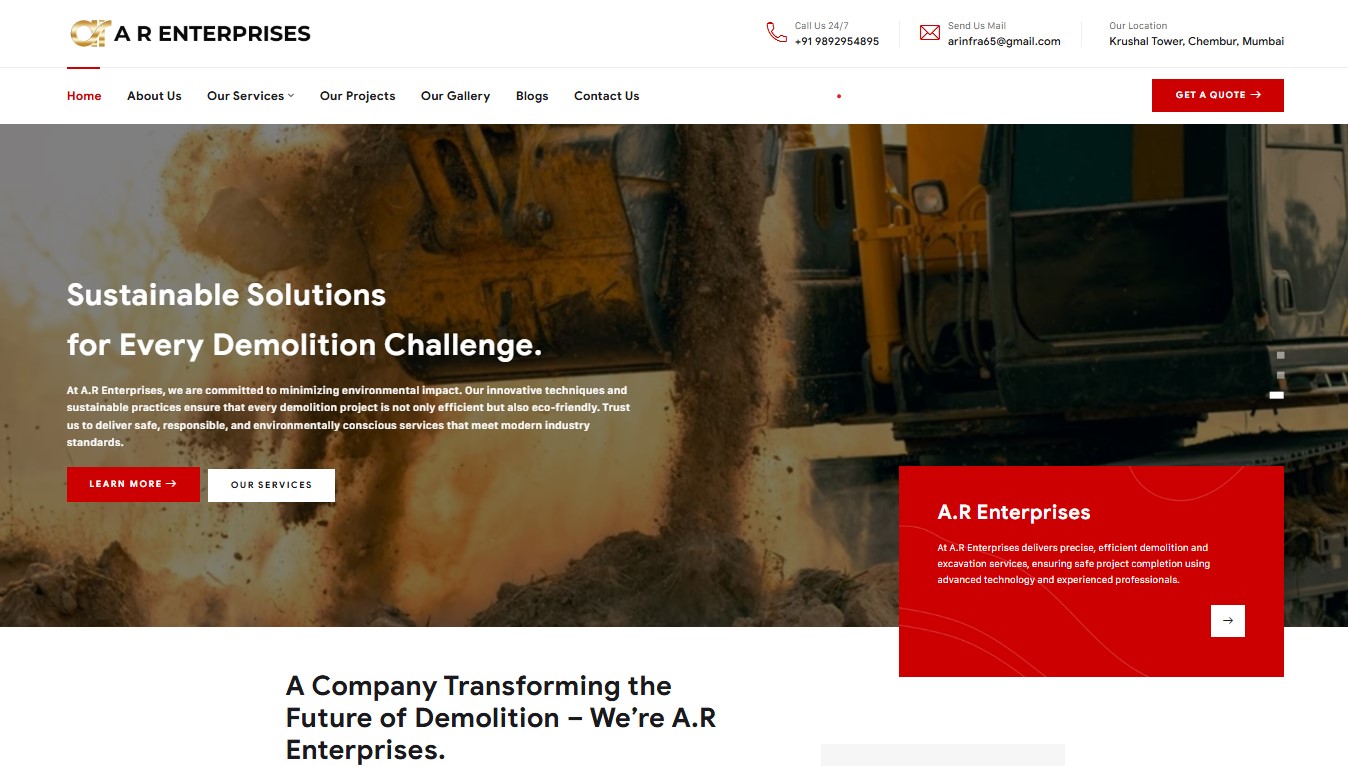 ar A R ENTERPRISES
Call Us 24/7
+91 9892954895
Send Us Mail
arinfra65@gmail.com
Our Location
Krushal Tower, Chembur, Mumbai
Home About Us Our Services Our Projects Our Gallery Blogs Contact Us
GET A QUOTE →
Sustainable Solutions
for Every Demolition Challenge.
At A.R Enterprises, we are committed to minimizing environmental impact. Our innovative techniques and
sustainable practices ensure that every demolition project is not only efficient but also eco-friendly. Trust
us to deliver safe, responsible, and environmentally conscious services that meet modern industry
standards.
LEARN MORE → OUR SERVICES
A.R Enterprises
At A.R Enterprises delivers precise, efficient demolition and
excavation services, ensuring safe project completion using
advanced technology and experienced professionals.
→
A Company Transforming the
Future of Demolition – We’re A.R
Enterprises.